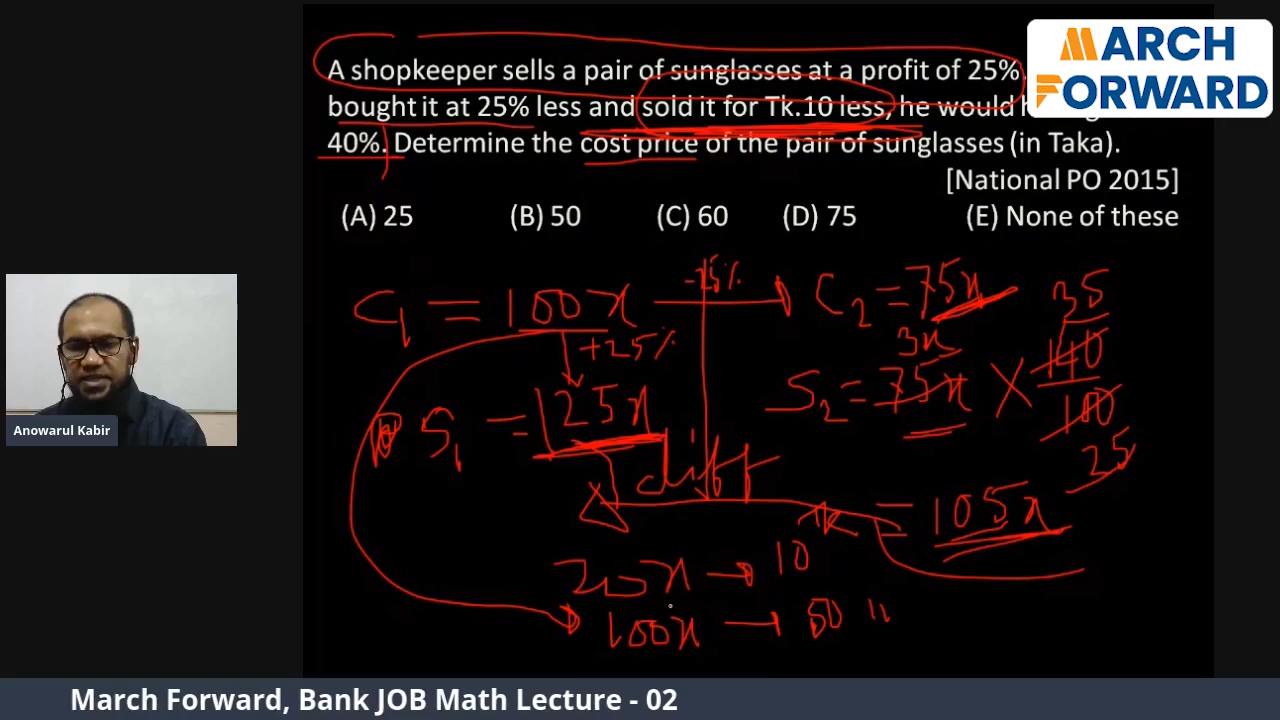 MARCH
FORWARD
A shopkeeper sells a pair of sunglasses at a profit of 25%
bought it at 25% less and sold it for Tk.10 less, he would
40%. Determine the cost price of the pair of sunglasses (in Taka).
[National PO 2015]
(A) 25 (B) 50 (C) 60 (D) 75 (E) None of these
C₁ = 100x -25% C₂ = 75x
+25% 3x 35
S₁ = 125x S₂ = 75x × 140/100
25
diff
= 105x
20x → 10 Tk
100x → 50 "
Anowarul Kabir
March Forward, Bank JOB Math Lecture - 02